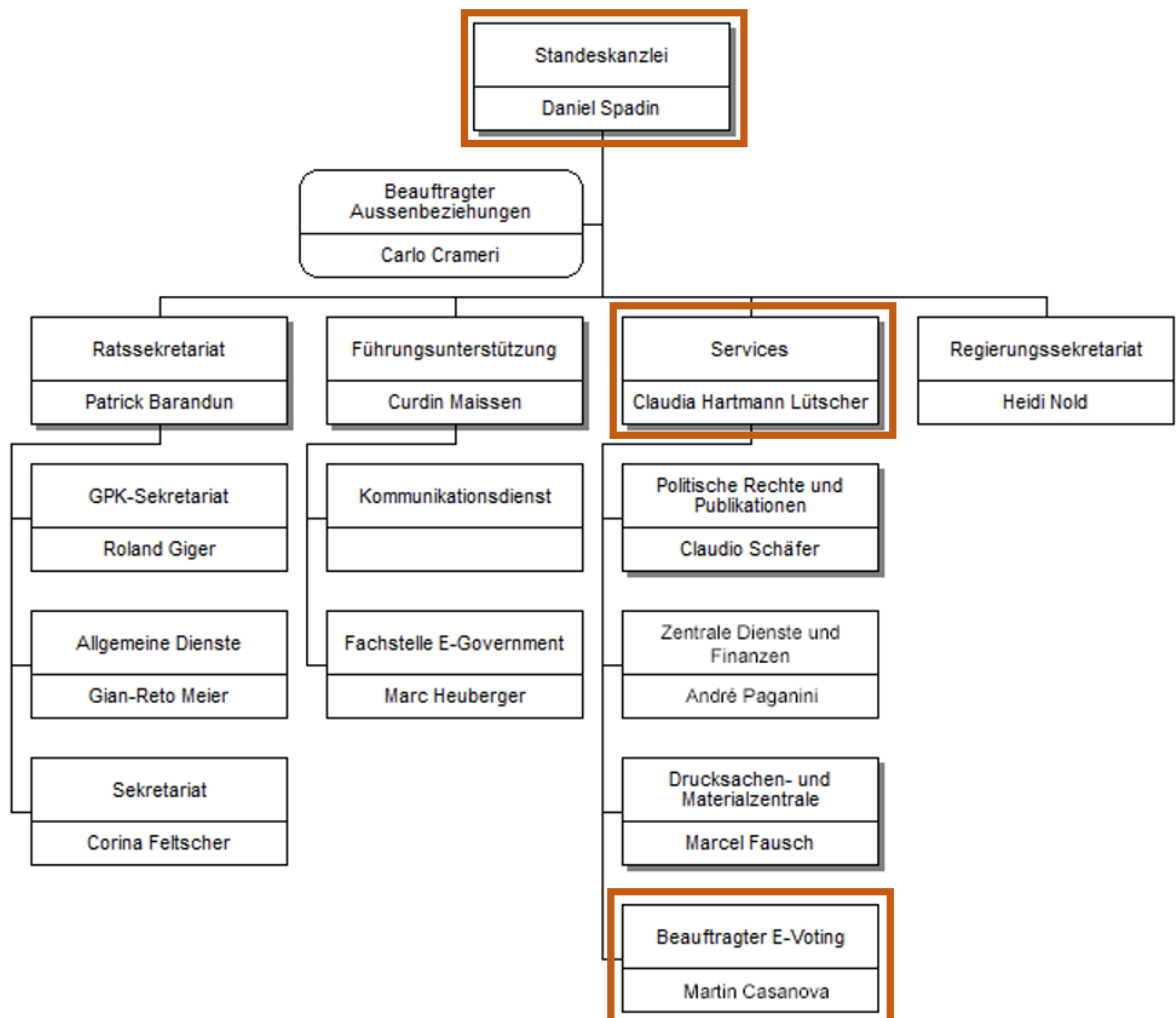 Standeskanzlei
Daniel Spadin
Beauftragter
Aussenbeziehungen
Carlo Crameri
Ratssekretariat
Patrick Barandun
Führungsunterstützung
Curdin Maissen
Services
Claudia Hartmann Lütscher
Regierungssekretariat
Heidi Nold
GPK-Sekretariat
Roland Giger
Allgemeine Dienste
Gian-Reto Meier
Sekretariat
Corina Feltscher
Kommunikationsdienst
Fachstelle E-Government
Marc Heuberger
Politische Rechte und
Publikationen
Claudio Schäfer
Zentrale Dienste und
Finanzen
André Paganini
Drucksachen- und
Materialzentrale
Marcel Fausch
Beauftragter E-Voting
Martin Casanova